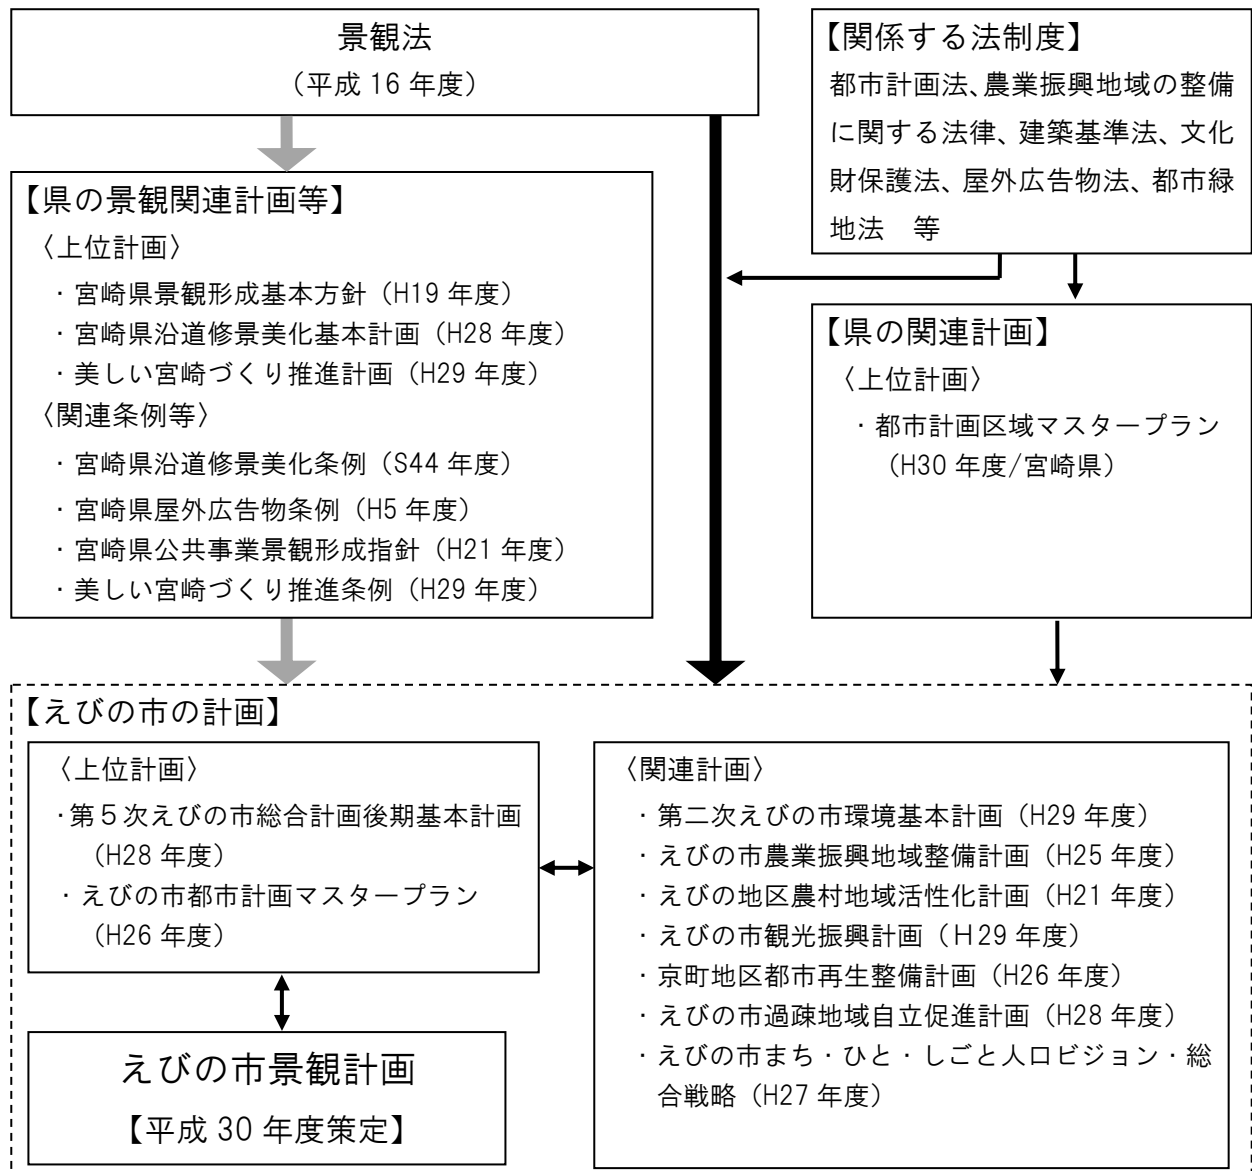 景観法
（平成 16 年度）
【関係する法制度】
都市計画法、農業振興地域の整備
に関する法律、建築基準法、文化
財保護法、屋外広告物法、都市緑
地法　等
【県の景観関連計画等】
〈上位計画〉
・宮崎県景観形成基本方針（H19 年度）
・宮崎県沿道修景美化基本計画（H28 年度）
・美しい宮崎づくり推進計画（H29 年度）
〈関連条例等〉
・宮崎県沿道修景美化条例（S44 年度）
・宮崎県屋外広告物条例（H5 年度）
・宮崎県公共事業景観形成指針（H21 年度）
・美しい宮崎づくり推進条例（H29 年度）
【県の関連計画】
〈上位計画〉
・都市計画区域マスタープラン
（H30 年度/宮崎県）
【えびの市の計画】
〈上位計画〉
・第５次えびの市総合計画後期基本計画
（H28 年度）
・えびの市都市計画マスタープラン
（H26 年度）
えびの市景観計画
【平成 30 年度策定】
〈関連計画〉
・第二次えびの市環境基本計画（H29 年度）
・えびの市農業振興地域整備計画（H25 年度）
・えびの地区農村地域活性化計画（H21 年度）
・えびの市観光振興計画（Ｈ29 年度）
・京町地区都市再生整備計画（H26 年度）
・えびの市過疎地域自立促進計画（H28 年度）
・えびの市まち・ひと・しごと人口ビジョン・総
合戦略（H27 年度）